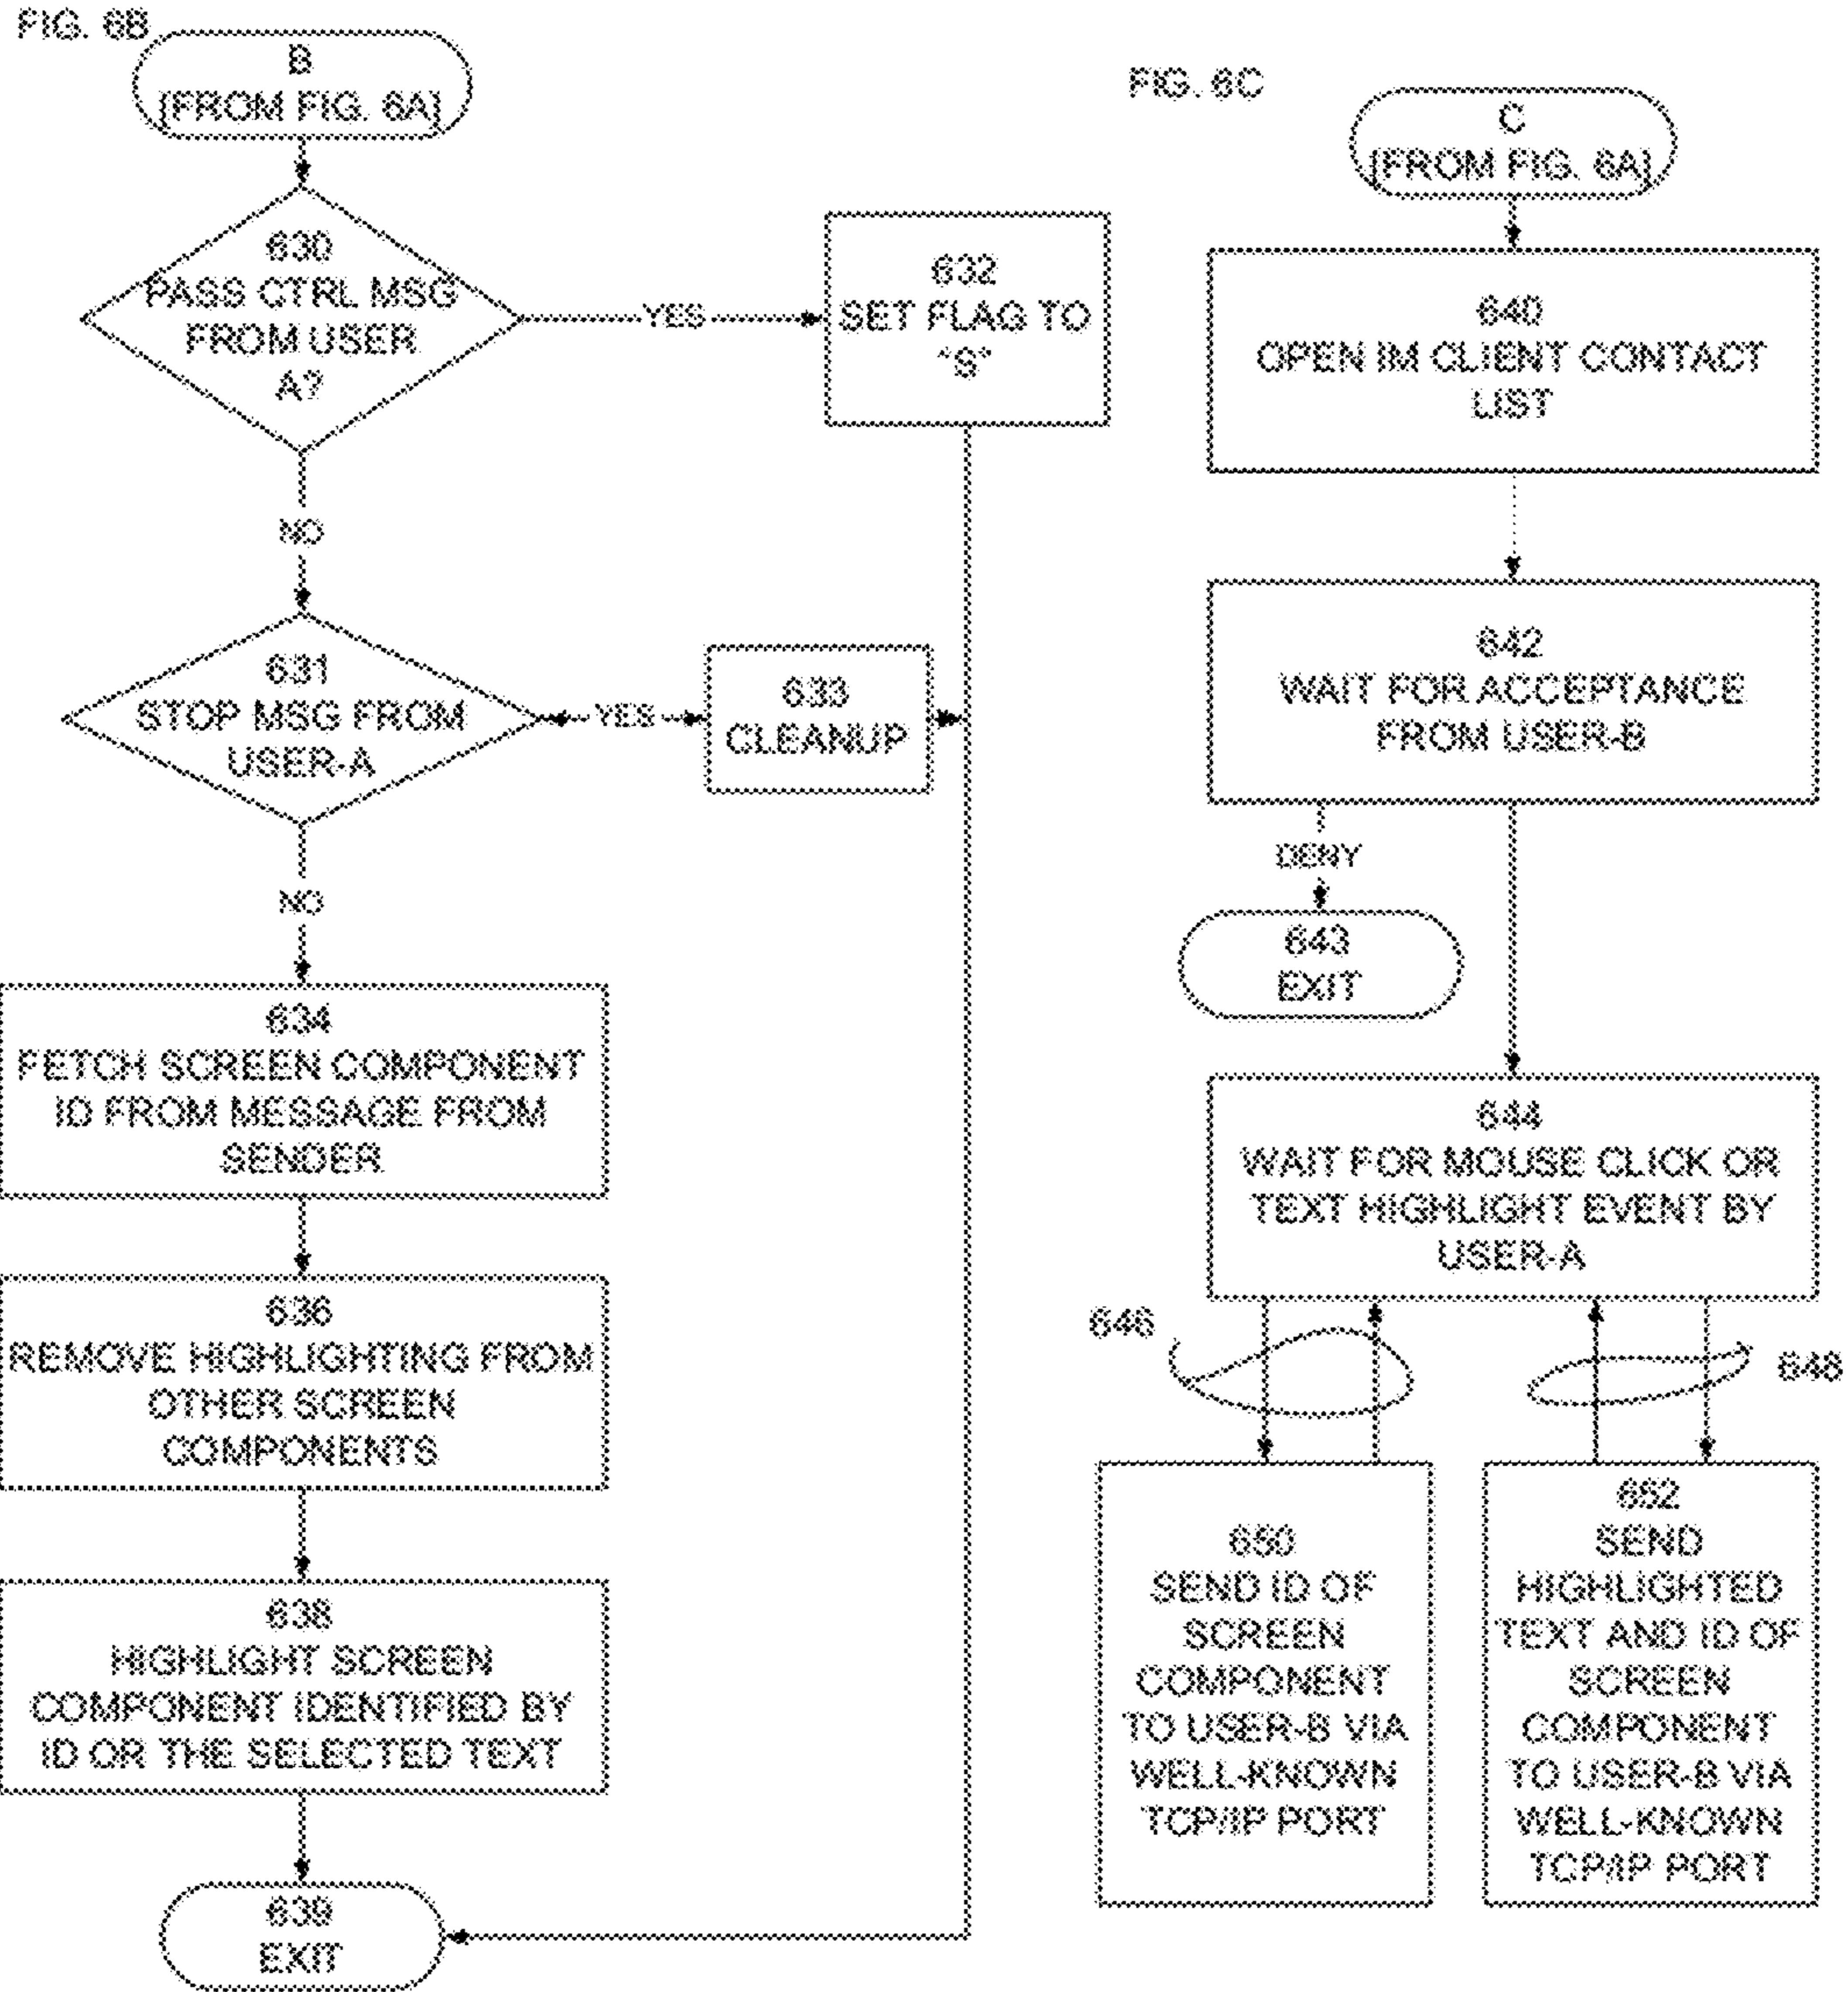 FIG. 6B
B
[FROM FIG. 6A]
630
PASS CTRL MSG
FROM USER
A?
YES
632
SET FLAG TO
"S"
NO
631
STOP MSG FROM
USER-A
YES
633
CLEANUP
NO
634
FETCH SCREEN COMPONENT
ID FROM MESSAGE FROM
SENDER
636
REMOVE HIGHLIGHTING FROM
OTHER SCREEN
COMPONENTS
638
HIGHLIGHT SCREEN
COMPONENT IDENTIFIED BY
ID OR THE SELECTED TEXT
639
EXIT
FIG. 6C
C
[FROM FIG. 6A]
640
OPEN IM CLIENT CONTACT
LIST
642
WAIT FOR ACCEPTANCE
FROM USER-B
DENY
643
EXIT
644
WAIT FOR MOUSE CLICK OR
TEXT HIGHLIGHT EVENT BY
USER-A
646
648
650
SEND ID OF
SCREEN
COMPONENT
TO USER-B VIA
WELL-KNOWN
TCP/IP PORT
652
SEND
HIGHLIGHTED
TEXT AND ID OF
SCREEN
COMPONENT
TO USER-B VIA
WELL-KNOWN
TCP/IP PORT